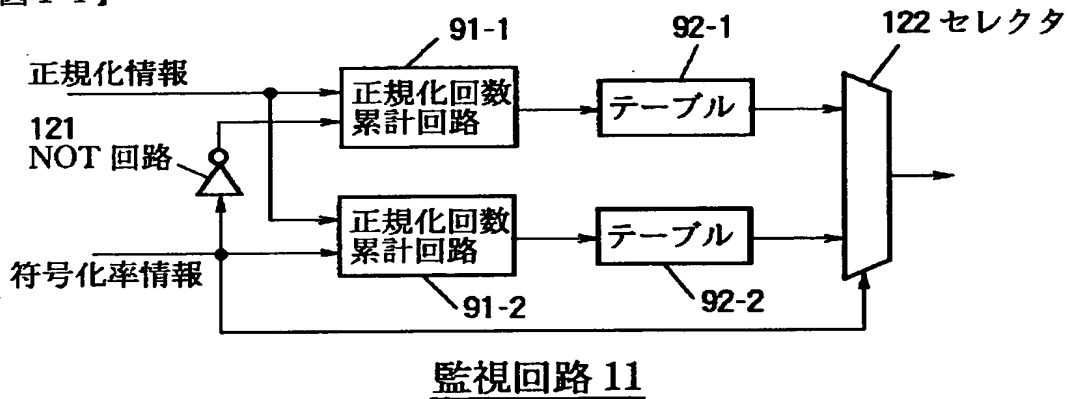 91-1
92-1
122 セレクタ
正規化情報
正規化回数
累計回路
テーブル
121
NOT 回路
正規化回数
累計回路
テーブル
符号化率情報
91-2
92-2
監視回路 11